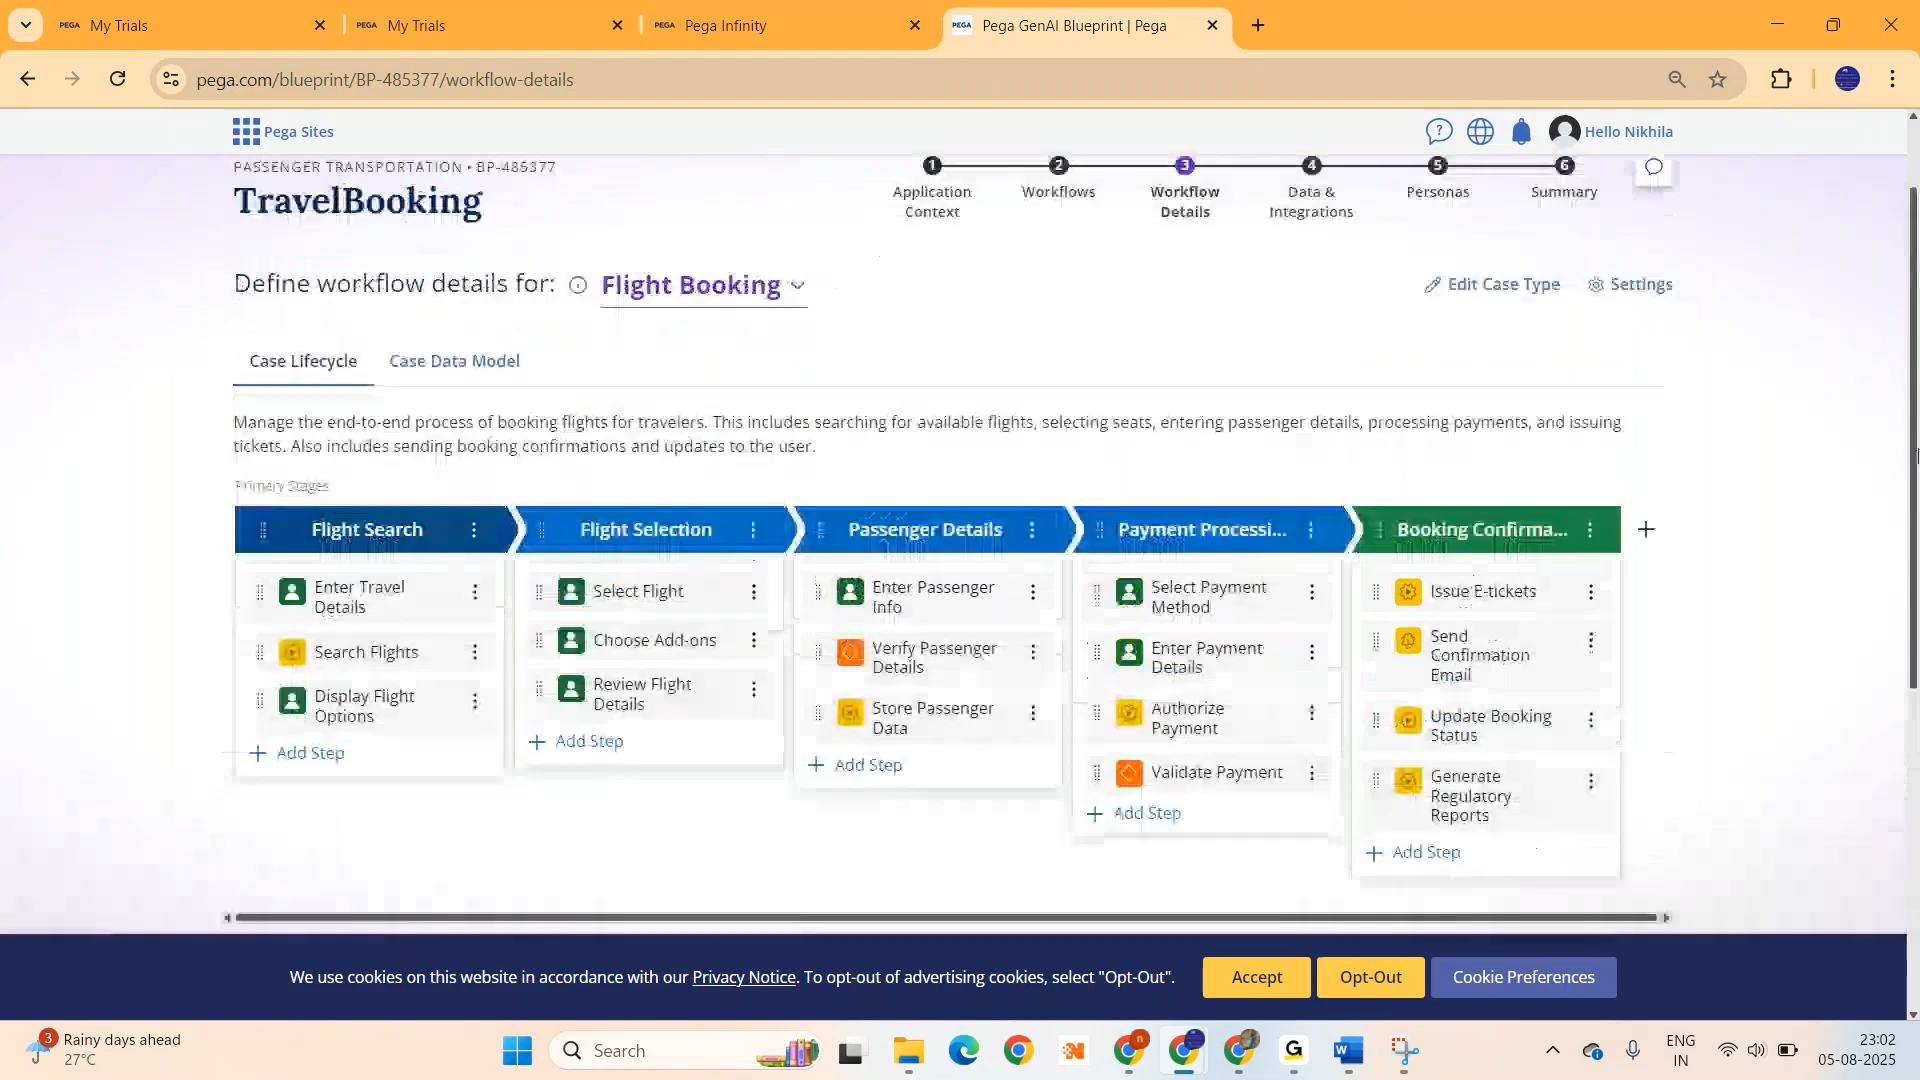 PEGA My Trials
PEGA My Trials
PEGA Pega Infinity
PEGA Pega GenAI Blueprint | Pega
pega.com/blueprint/BP-485377/workflow-details
Pega Sites
Hello Nikhila
PASSENGER TRANSPORTATION • BP-485377
TravelBooking
1 2 3 4 5 6
Application Context
Workflows
Workflow Details
Data & Integrations
Personas
Summary
Define workflow details for: Flight Booking
Edit Case Type
Settings
Case Lifecycle
Case Data Model
Manage the end-to-end process of booking flights for travelers. This includes searching for available flights, selecting seats, entering passenger details, processing payments, and issuing
tickets. Also includes sending booking confirmations and updates to the user.
Primary Stages
Flight Search
Enter Travel
Details
Search Flights
Display Flight
Options
+ Add Step
Flight Selection
Select Flight
Choose Add-ons
Review Flight
Details
+ Add Step
Passenger Details
Enter Passenger
Info
Verify Passenger
Details
Store Passenger
Data
+ Add Step
Payment Processi...
Select Payment
Method
Enter Payment
Details
Authorize
Payment
Validate Payment
+ Add Step
Booking Confirma...
Issue E-tickets
Send
Confirmation
Email
Update Booking
Status
Generate
Regulatory
Reports
+ Add Step
We use cookies on this website in accordance with our Privacy Notice. To opt-out of advertising cookies, select "Opt-Out".
Accept
Opt-Out
Cookie Preferences
3
Rainy days ahead
27°C
Search
ENG
IN
23:02
05-08-2025